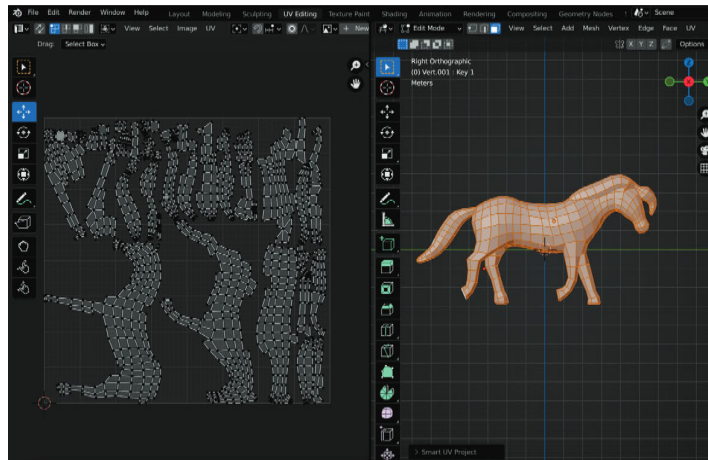 File Edit Render Window Help Layout Modeling Sculpting UV Editing Texture Paint Shading Animation Rendering Compositing Geometry Nodes Scene
View Select Image UV + New
Edit Mode View Select Add Mesh Vertex Edge Face UV
Drag: Select Box
X Y Z Options
Right Orthographic
(0) Vert.001 : Key 1
Meters
Z
Y
> Smart UV Project